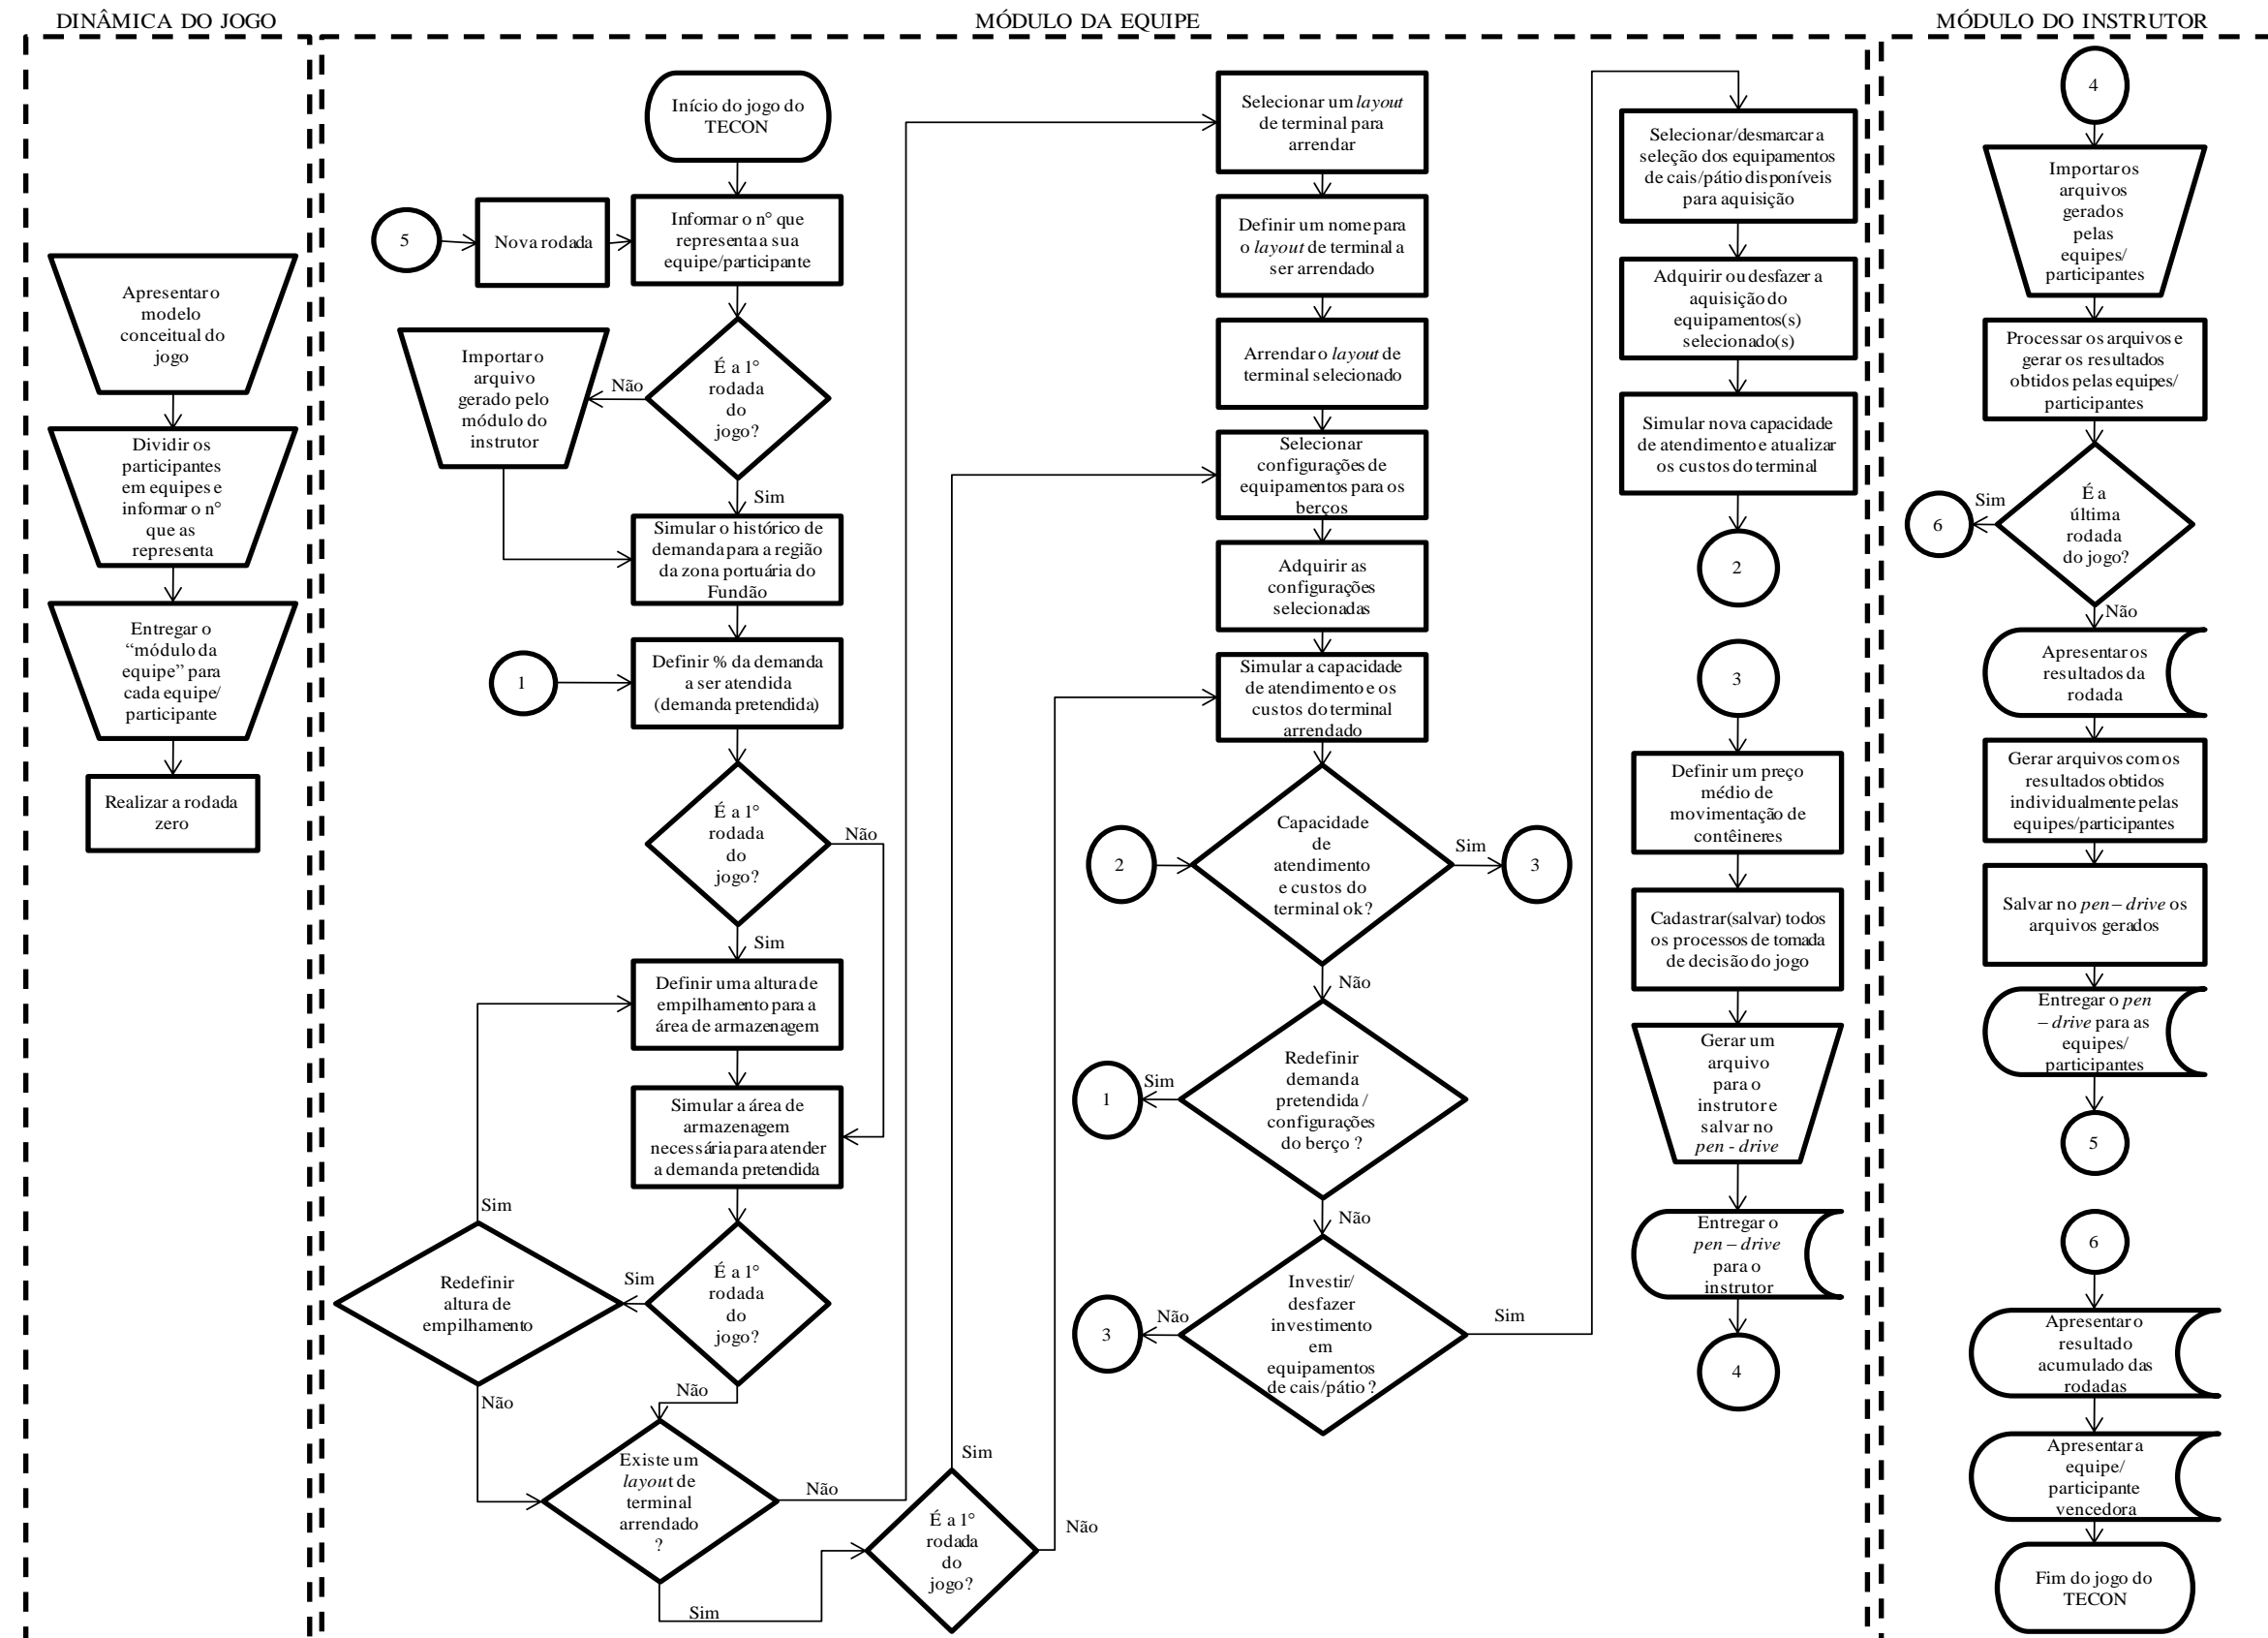 DINÂMICA DO JOGO
MÓDULO DA EQUIPE
MÓDULO DO INSTRUTOR
Apresentar o
modelo
conceitual do
jogo
Dividir os
participantes
em equipes e
informar o n°
que as
representa
Entregar o
“módulo da
equipe” para
cada equipe/
participante
Realizar a rodada
zero
Início do jogo do
TECON
5
Nova rodada
Informar o n° que
representa a sua
equipe/participante
É a 1°
rodada
do
jogo?
Não
Importar o
arquivo
gerado pelo
módulo do
instrutor
Sim
Simular o histórico de
demanda para a região
da zona portuária do
Fundão
1
Definir % da demanda
a ser atendida
(demanda pretendida)
É a 1°
rodada
do
jogo?
Não
Sim
Definir uma altura de
empilhamento para a
área de armazenagem
Simular a área de
armazenagem
necessária para atender
a demanda pretendida
É a 1°
rodada
do
jogo?
Sim
Redefinir
altura de
empilhamento
Sim
Não
Não
Existe um
layout de
terminal
arrendado
?
Não
Sim
É a 1°
rodada
do
jogo?
Sim
Não
Selecionar um layout
de terminal para
arrendar
Definir um nome para
o layout de terminal a
ser arrendado
Arrendar o layout de
terminal selecionado
Selecionar
configurações de
equipamentos para os
berços
Adquirir as
configurações
selecionadas
Simular a capacidade
de atendimento e os
custos do terminal
arrendado
2
Capacidade
de
atendimento
e custos do
terminal ok?
Sim
3
Não
Redefinir
demanda
pretendida /
configurações
do berço ?
Sim
1
Não
Investir/
desfazer
investimento
em
equipamentos
de cais/pátio ?
Não
3
Sim
Selecionar/desmarcar a
seleção dos equipamentos
de cais/pátio disponíveis
para aquisição
Adquirir ou desfazer a
aquisição do
equipamentos(s)
selecionado(s)
Simular nova capacidade
de atendimento e atualizar
os custos do terminal
2
3
Definir um preço
médio de
movimentação de
contêineres
Cadastrar(salvar) todos
os processos de tomada
de decisão do jogo
Gerar um
arquivo
para o
instrutor e
salvar no
pen - drive
Entregar o
pen – drive
para o
instrutor
4
4
Importar os
arquivos
gerados
pelas
equipes/
participantes
Processar os arquivos e
gerar os resultados
obtidos pelas equipes/
participantes
É a
última
rodada
do jogo?
Sim
6
Não
Apresentar os
resultados da
rodada
Gerar arquivos com os
resultados obtidos
individualmente pelas
equipes/participantes
Salvar no pen – drive os
arquivos gerados
Entregar o pen
– drive para as
equipes/
participantes
5
6
Apresentar o
resultado
acumulado das
rodadas
Apresentar a
equipe/
participante
vencedora
Fim do jogo do
TECON